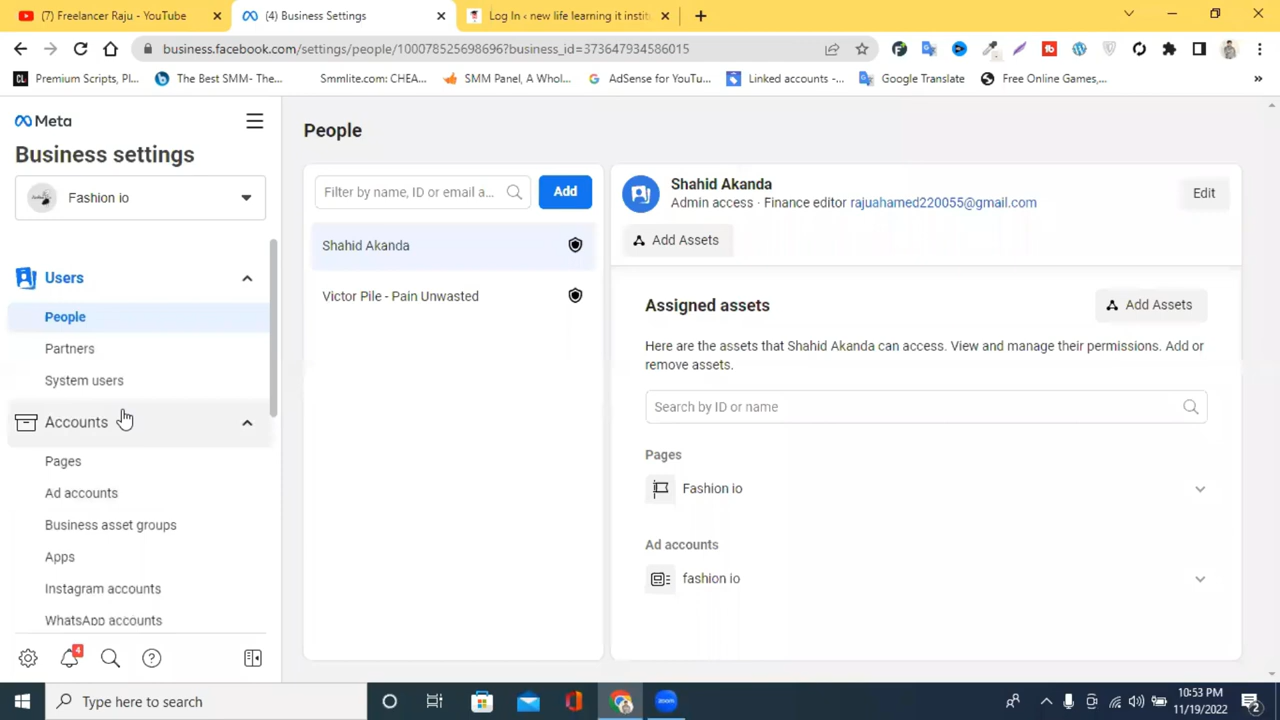 (7) Freelancer Raju - YouTube
(4) Business Settings
Log In ‹ new life learning it instit
business.facebook.com/settings/people/100078525698696?business_id=373647934586015
Premium Scripts, Pl...
The Best SMM- The...
Smmlite.com: CHEA...
SMM Panel, A Whol...
AdSense for YouTu...
Linked accounts -...
Google Translate
Free Online Games,...
»
Meta
Business settings
Fashion io
Users
People
Partners
System users
Accounts
Pages
Ad accounts
Business asset groups
Apps
Instagram accounts
WhatsApp accounts
4
People
Filter by name, ID or email a...
Add
Shahid Akanda
Victor Pile - Pain Unwasted
Shahid Akanda
Admin access · Finance editor rajuahamed220055@gmail.com
Edit
Add Assets
Assigned assets
Add Assets
Here are the assets that Shahid Akanda can access. View and manage their permissions. Add or
remove assets.
Search by ID or name
Pages
Fashion io
Ad accounts
fashion io
Type here to search
10:53 PM
11/19/2022
2